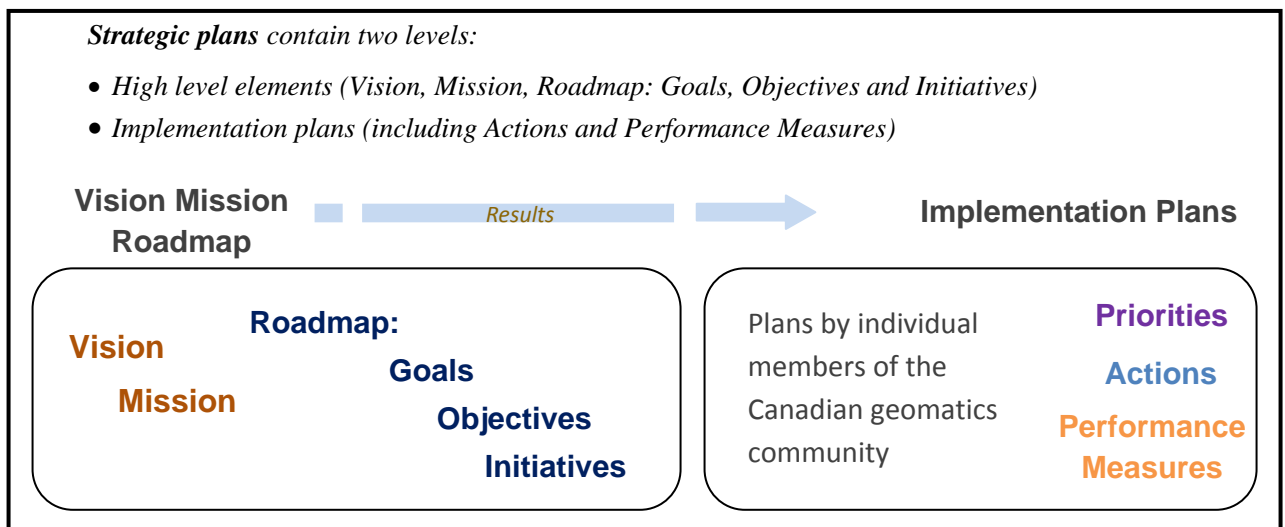 Strategic plans contain two levels:
• High level elements (Vision, Mission, Roadmap: Goals, Objectives and Initiatives)
• Implementation plans (including Actions and Performance Measures)
Vision Mission
Roadmap
Results
Implementation Plans
Vision
Mission
Roadmap:
Goals
Objectives
Initiatives
Plans by individual
members of the
Canadian geomatics
community
Priorities
Actions
Performance
Measures